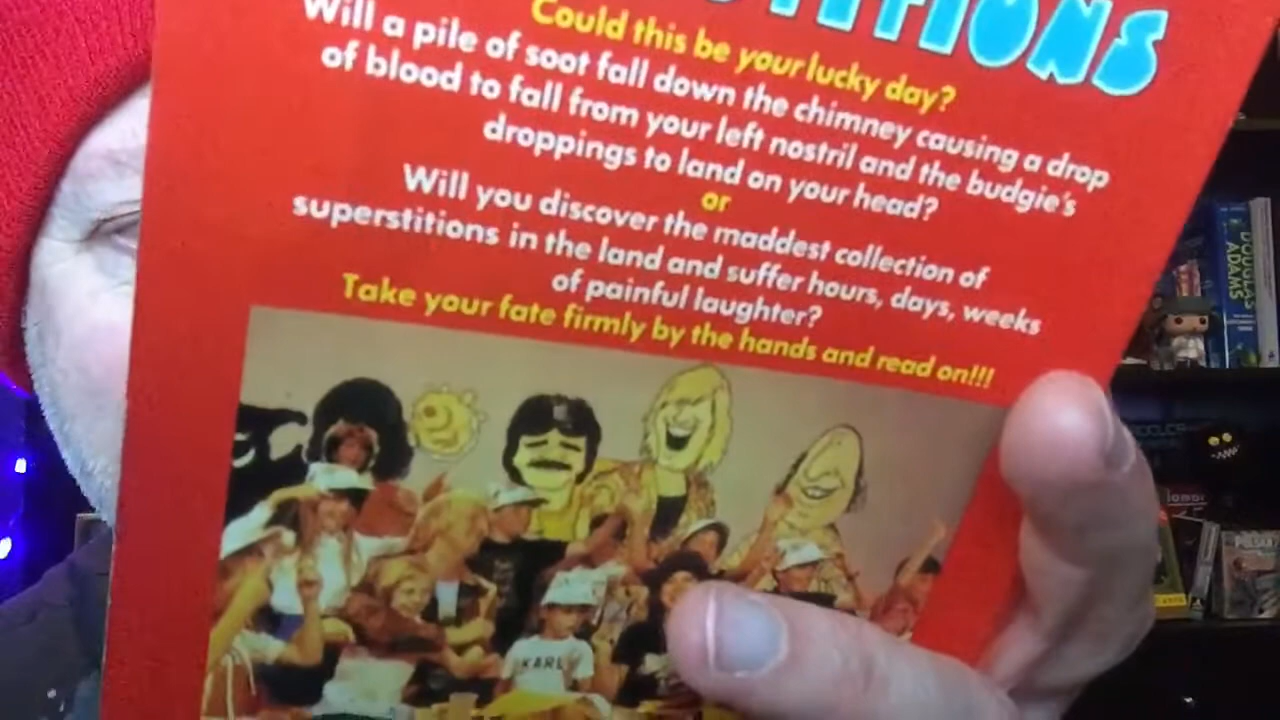 Could this be your lucky day?
Will a pile of soot fall down the chimney causing a drop
of blood to fall from your left nostril and the budgie's
droppings to land on your head?
or
Will you discover the maddest collection of
superstitions in the land and suffer hours, days, weeks
of painful laughter?
Take your fate firmly by the hands and read on!!!
KARL
DOUGLAS
ADAMS